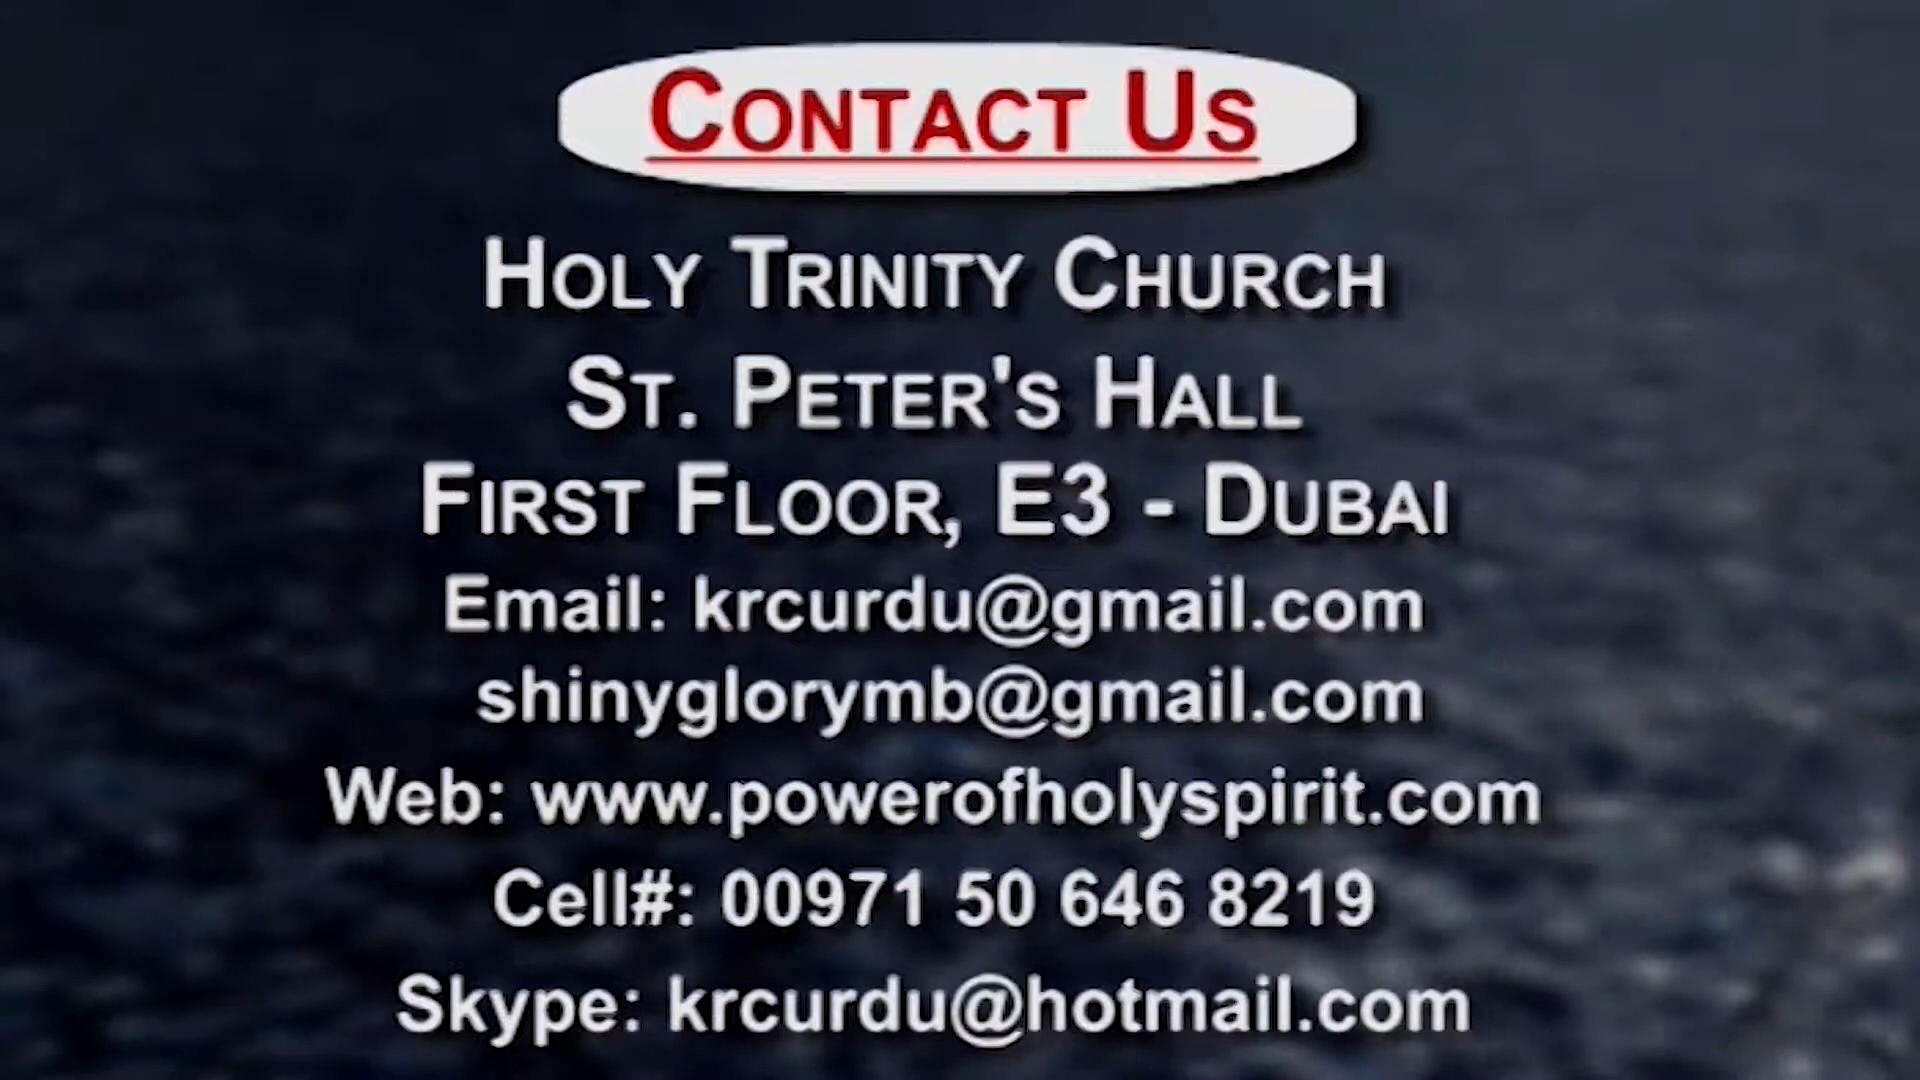 Contact Us
Holy Trinity Church
St. Peter's Hall
First Floor, E3 - Dubai
Email: krcurdu@gmail.com
shinyglorymb@gmail.com
Web: www.powerofholyspirit.com
Cell#: 00971 50 646 8219
Skype: krcurdu@hotmail.com